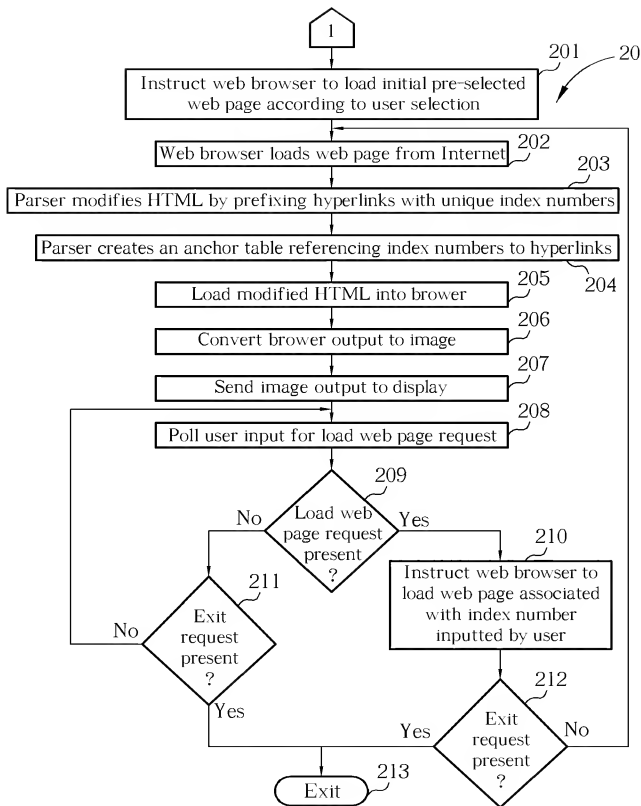 1
201
20
Instruct web browser to load initial pre-selected
web page according to user selection
202
Web browser loads web page from Internet
203
Parser modifies HTML by prefixing hyperlinks with unique index numbers
Parser creates an anchor table referencing index numbers to hyperlinks
204
205
Load modified HTML into brower
206
Convert brower output to image
207
Send image output to display
208
Poll user input for load web page request
209
Load web
page request
present
?
No
Yes
210
Instruct web browser to
load web page associated
with index number
inputted by user
211
Exit
request
present
?
No
Yes
212
Exit
request
present
?
Yes
No
Exit
213